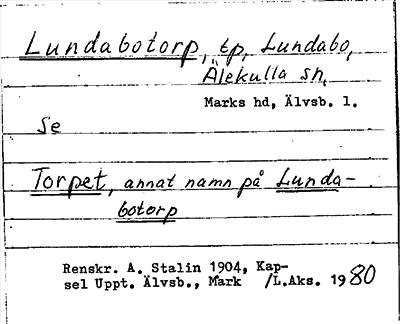 Lundabotorp, tp, Lundabo,
Älekulla sn,
Marks hd, Älvsb. l.
Se
Torpet, annat namn på Lunda-
botorp
Renskr. A. Stalin 1904, Kap-
sel Uppt. Älvsb., Mark /L.Aks. 1980